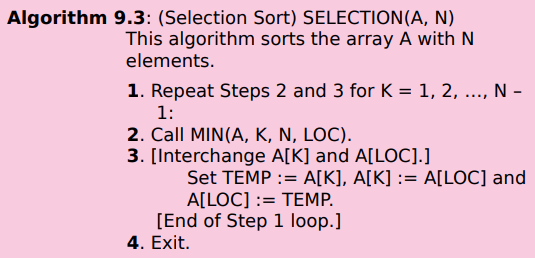 Algorithm 9.3: (Selection Sort) SELECTION(A, N)
This algorithm sorts the array A with N
elements.
1. Repeat Steps 2 and 3 for K = 1, 2, ..., N –
1:
2. Call MIN(A, K, N, LOC).
3. [Interchange A[K] and A[LOC].]
Set TEMP := A[K], A[K] := A[LOC] and
A[LOC] := TEMP.
[End of Step 1 loop.]
4. Exit.